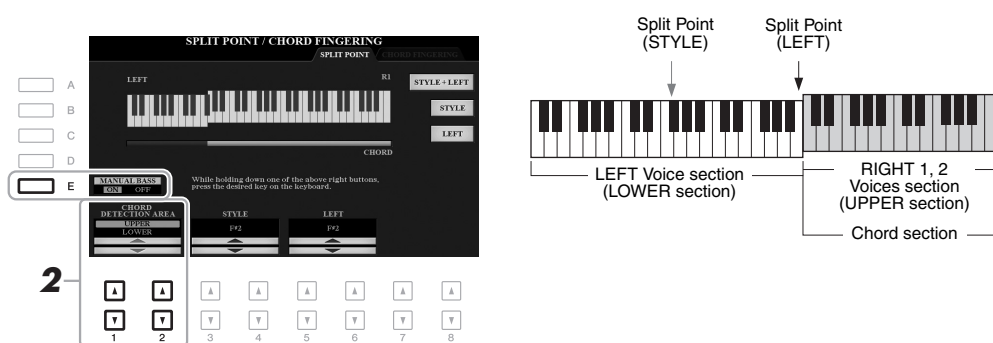 SPLIT POINT / CHORD FINGERING
SPLIT POINT
CHORD FINGERING
LEFT
R1
STYLE+LEFT
STYLE
LEFT
CHORD
A
B
C
D
E
MANUAL BASS
ON OFF
While holding down one of the above right buttons,
press the desired key on the keyboard.
CHORD
DETECTION AREA
UPPER
LOWER
STYLE
F#2
LEFT
F#2
2
1 2 3 4 5 6 7 8
Split Point
(STYLE)
Split Point
(LEFT)
LEFT Voice section
(LOWER section)
RIGHT 1, 2
Voices section
(UPPER section)
Chord section